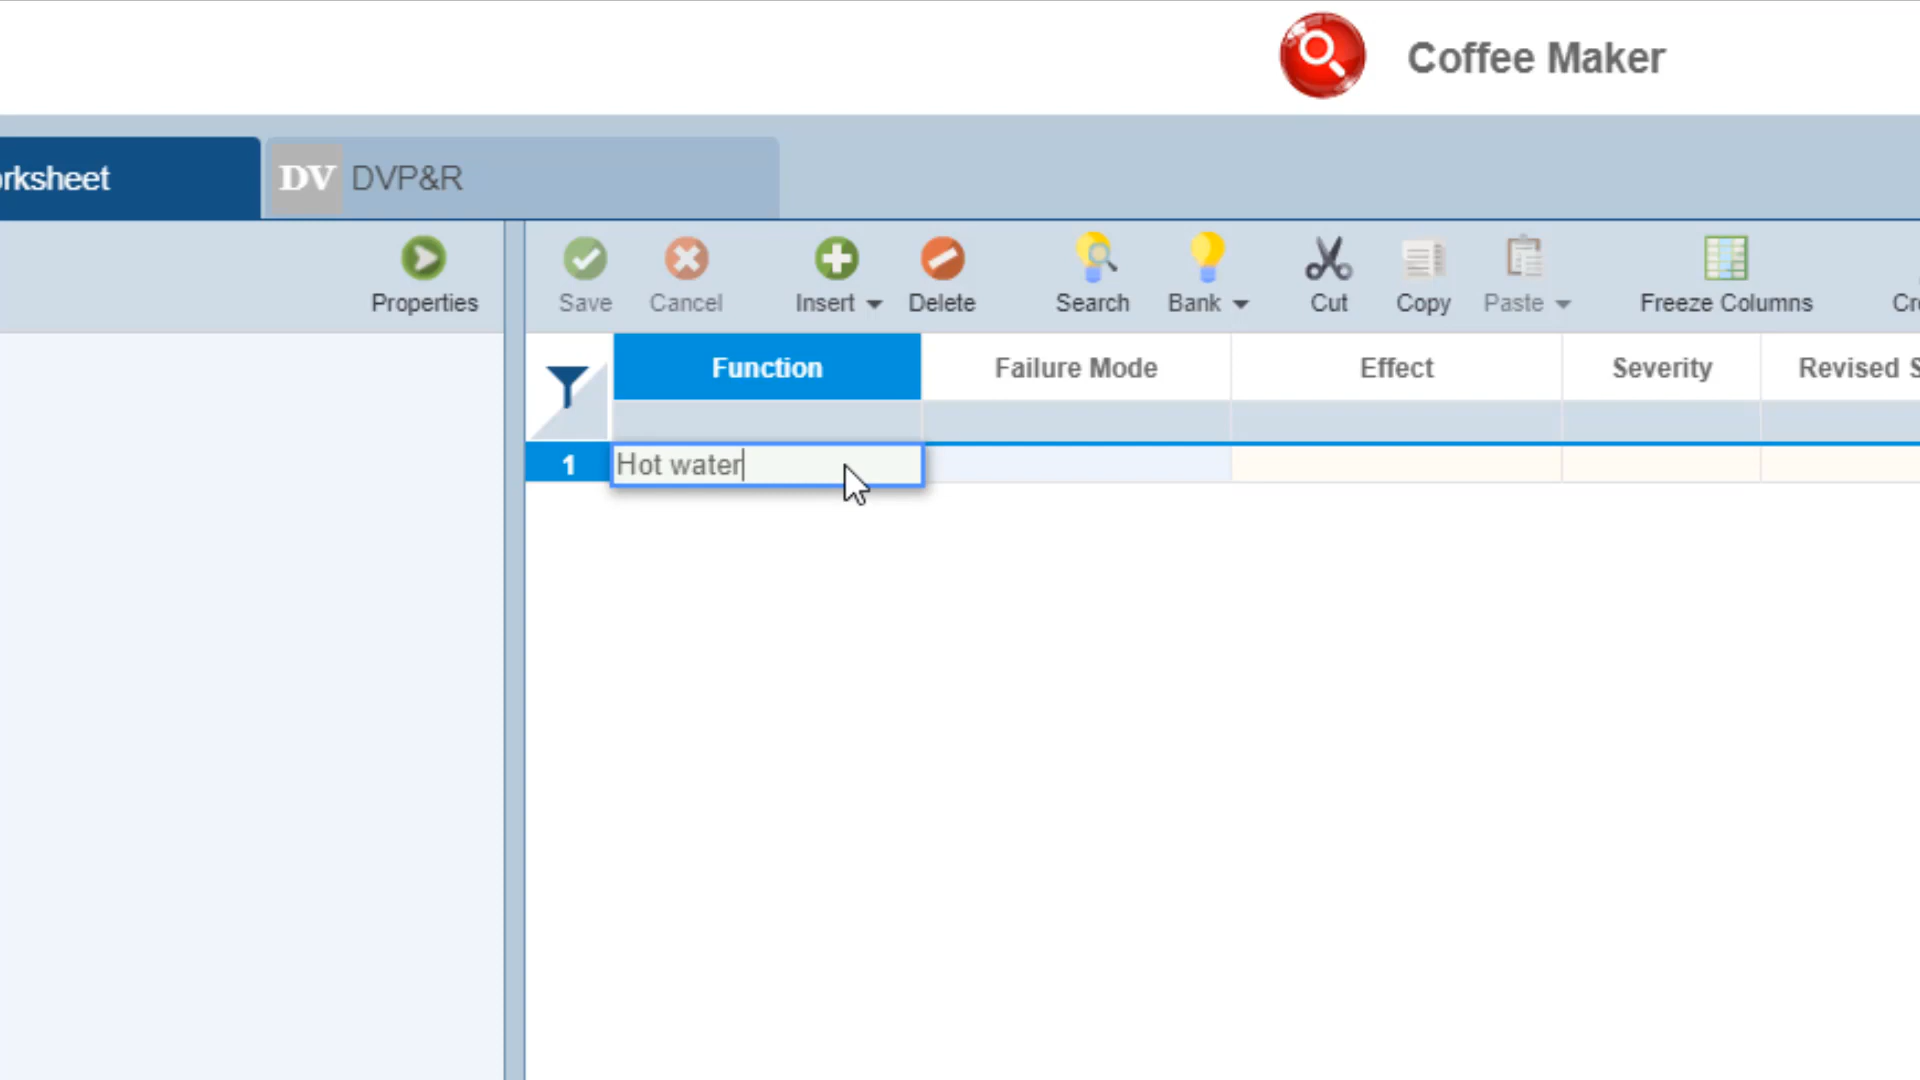 Coffee Maker
orksheet
DV DVP&R
Properties
Save Cancel Insert Delete Search Bank Cut Copy Paste Freeze Columns Cr
Function Failure Mode Effect Severity Revised S
1 Hot water